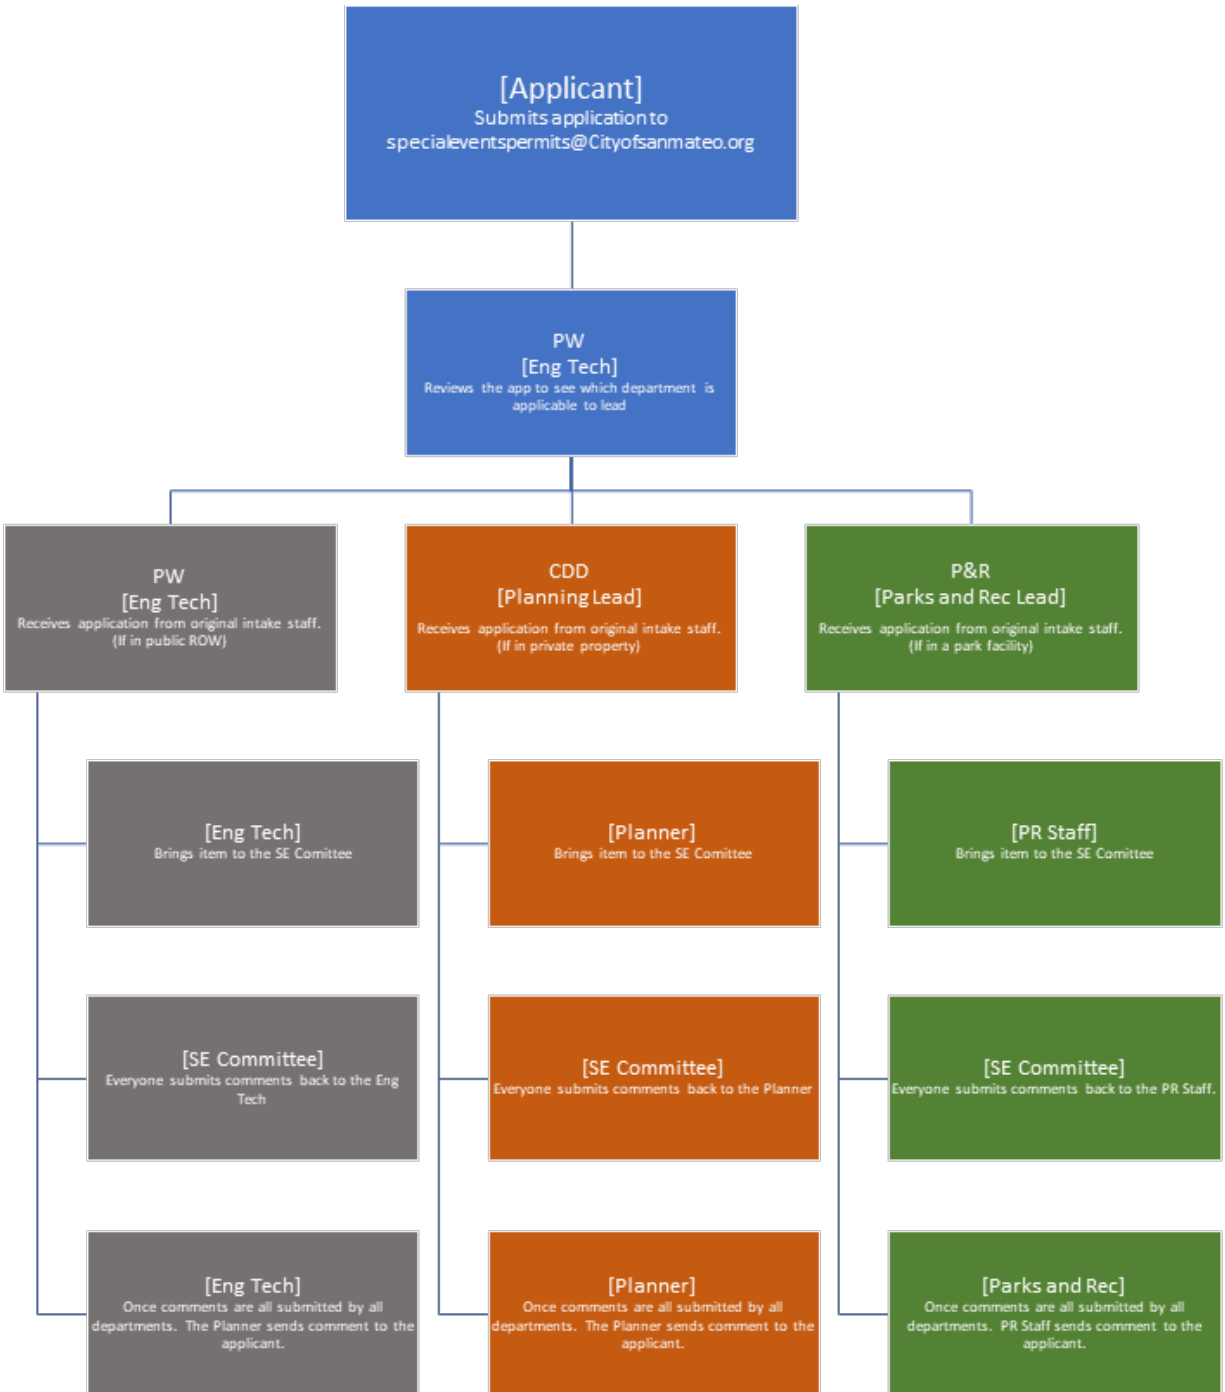 [Applicant]
Submits application to
specialeventspermits@Cityofsanmateo.org
PW
[Eng Tech]
Reviews the app to see which department is
applicable to lead
PW
[Eng Tech]
Receives application from original intake staff.
(If in public ROW)
CDD
[Planning Lead]
Receives application from original intake staff.
(If in private property)
P&R
[Parks and Rec Lead]
Receives application from original intake staff.
(If in a park facility)
[Eng Tech]
Brings item to the SE Comittee
[Planner]
Brings item to the SE Comittee
[PR Staff]
Brings item to the SE Comittee
[SE Committee]
Everyone submits comments back to the Eng
Tech
[SE Committee]
Everyone submits comments back to the Planner
[SE Committee]
Everyone submits comments back to the PR Staff.
[Eng Tech]
Once comments are all submitted by all
departments. The Planner sends comment to the
applicant.
[Planner]
Once comments are all submitted by all
departments. The Planner sends comment to the
applicant.
[Parks and Rec]
Once comments are all submitted by all
departments. PR Staff sends comment to the
applicant.